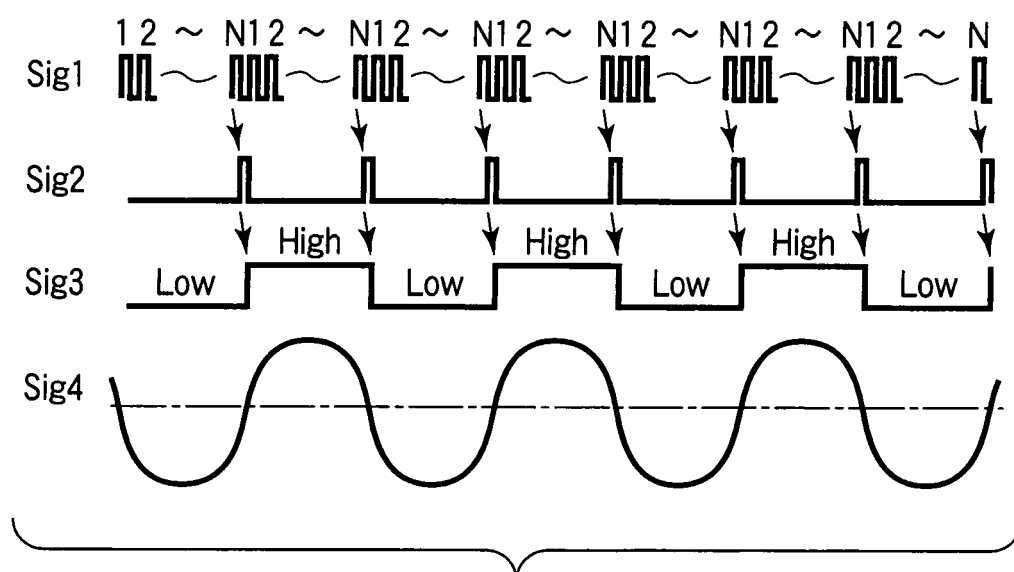 1 2 ~ N 1 2 ~ N 1 2 ~ N 1 2 ~ N 1 2 ~ N 1 2 ~ N 1 2 ~ N
Sig1
Sig2
High High High
Sig3 Low Low Low Low
Sig4